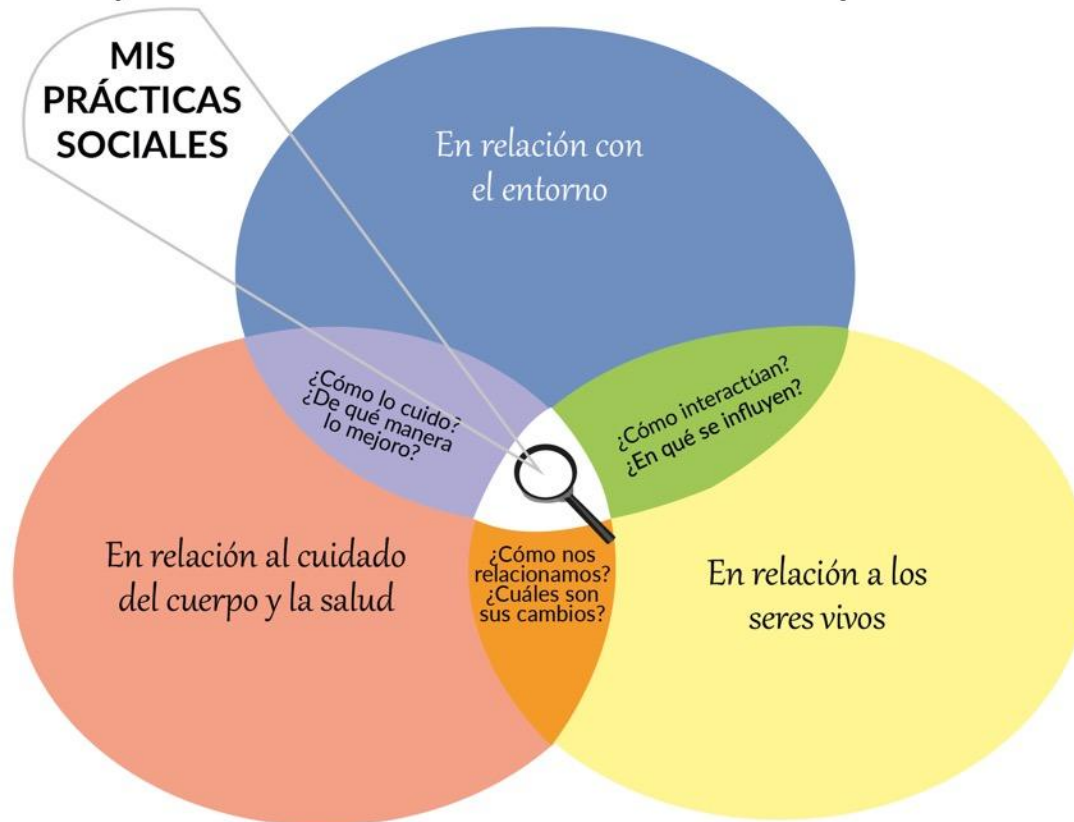 MIS
PRÁCTICAS
SOCIALES
En relación con
el entorno
¿Cómo lo cuido?
¿De qué manera
lo mejoro?
¿Cómo interactúan?
¿En qué se influyen?
En relación al cuidado
del cuerpo y la salud
¿Cómo nos
relacionamos?
¿Cuáles son
sus cambios?
En relación a los
seres vivos